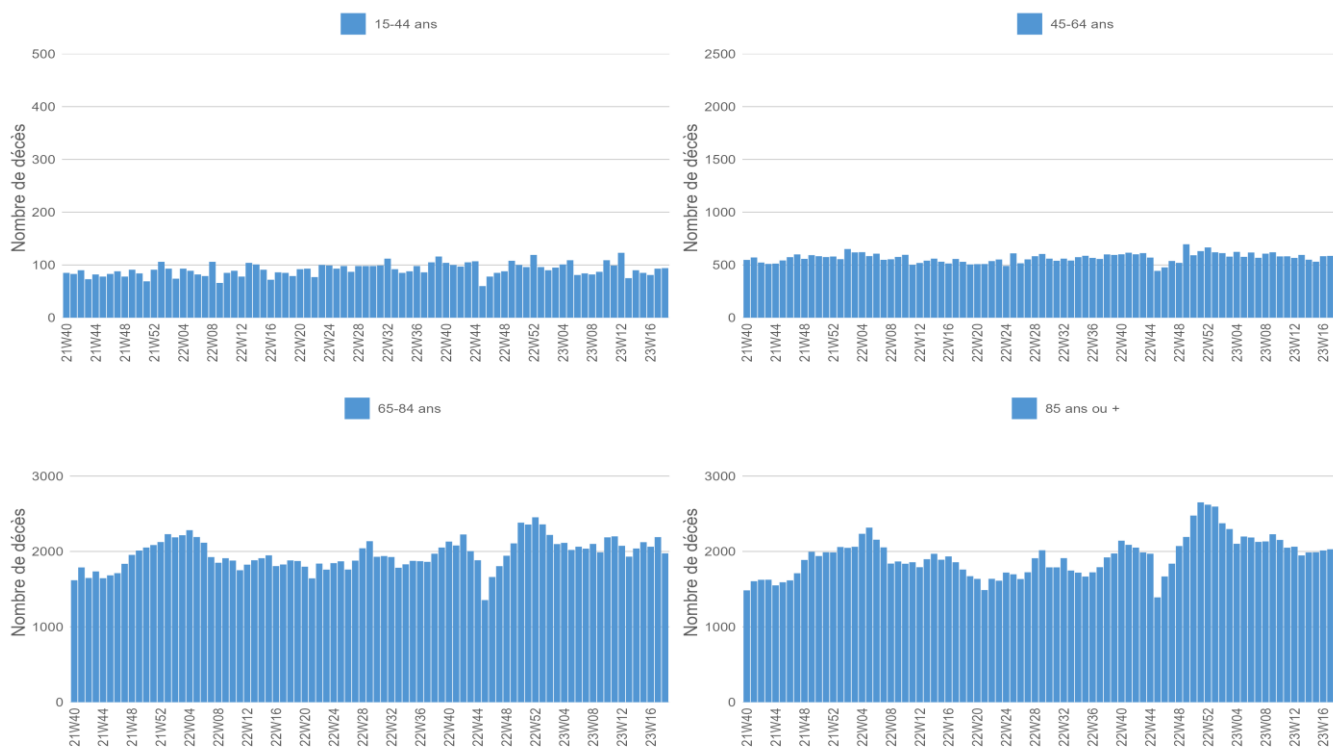 15-44 ans
Nombre de décès
500
400
300
200
100
0
21W40
21W44
21W48
21W52
22W04
22W08
22W12
22W16
22W20
22W24
22W28
22W32
22W36
22W40
22W44
22W48
22W52
23W04
23W08
23W12
23W16
45-64 ans
Nombre de décès
2500
2000
1500
1000
500
0
21W40
21W44
21W48
21W52
22W04
22W08
22W12
22W16
22W20
22W24
22W28
22W32
22W36
22W40
22W44
22W48
22W52
23W04
23W08
23W12
23W16
65-84 ans
Nombre de décès
3000
2000
1000
0
21W40
21W44
21W48
21W52
22W04
22W08
22W12
22W16
22W20
22W24
22W28
22W32
22W36
22W40
22W44
22W48
22W52
23W04
23W08
23W12
23W16
85 ans ou +
Nombre de décès
3000
2000
1000
0
21W40
21W44
21W48
21W52
22W04
22W08
22W12
22W16
22W20
22W24
22W28
22W32
22W36
22W40
22W44
22W48
22W52
23W04
23W08
23W12
23W16